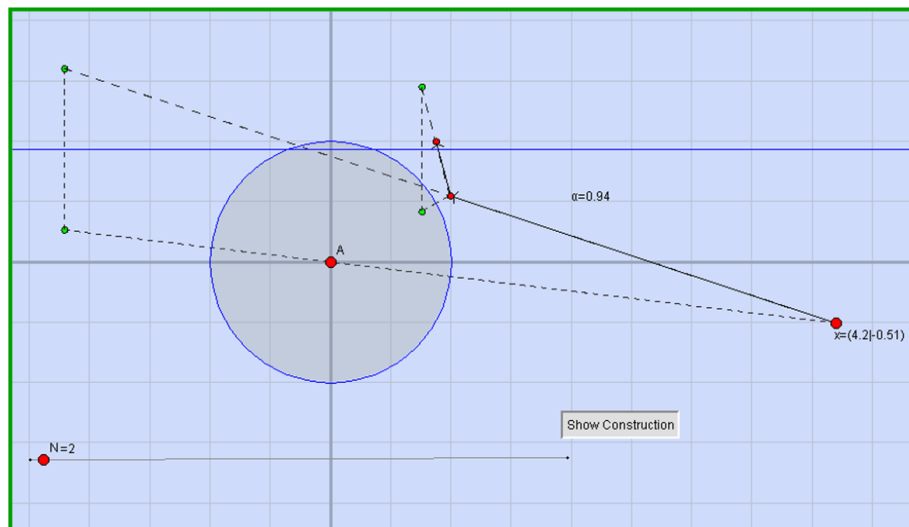 A
α=0.94
x=(4.2|-0.51)
Show Construction
N=2